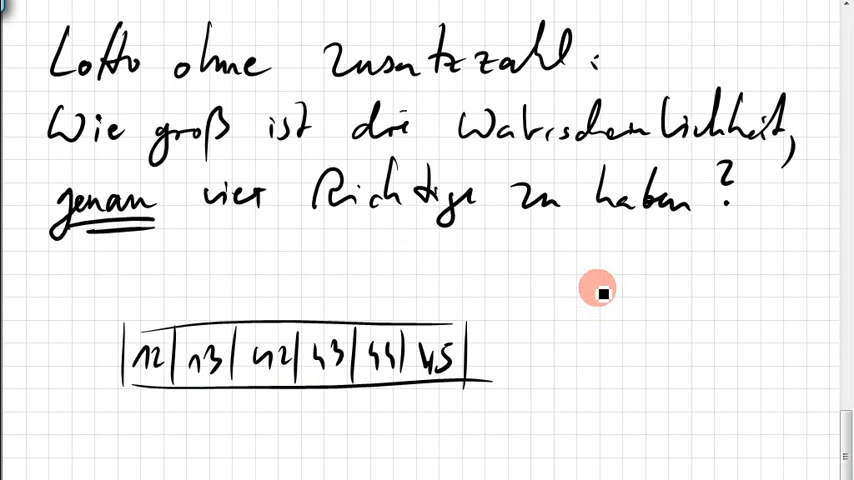 Lotto ohne Zusatzzahl:
Wie groß ist die Wahrscheinlichkeit,
genau vier Richtige zu haben?
12 13 42 43 44 45